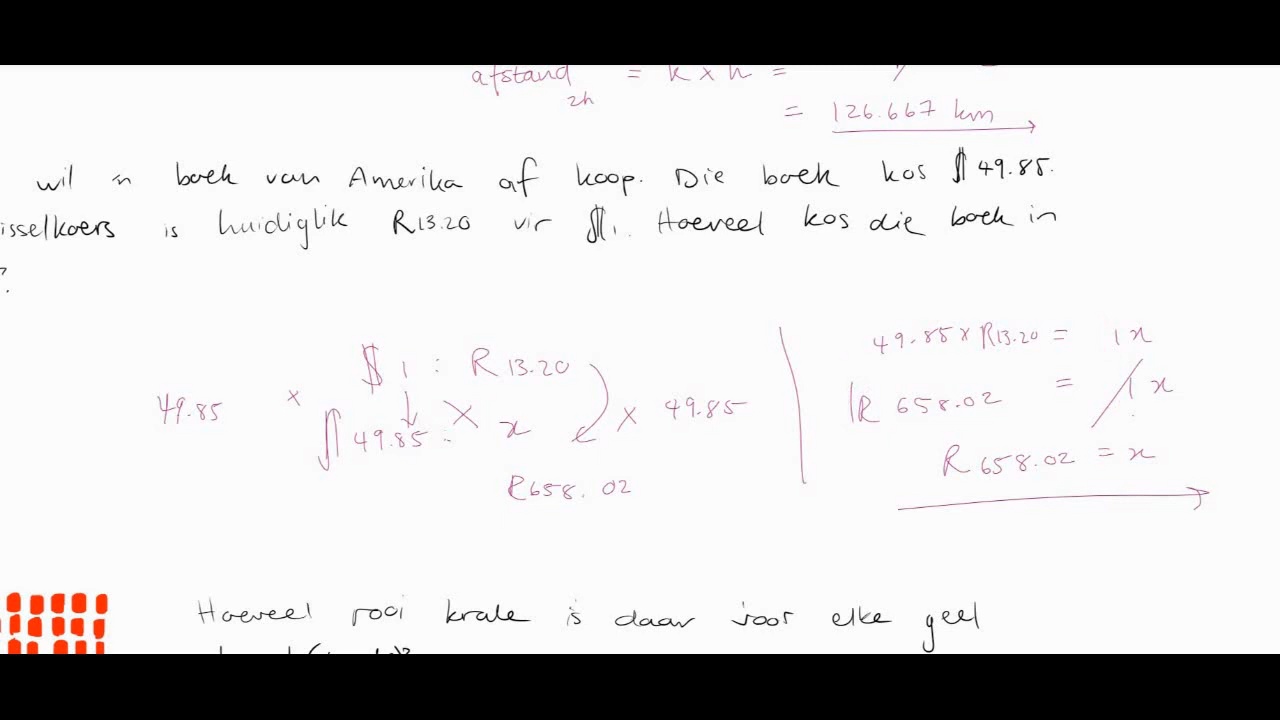 afstand 2h = k x h =
= 126.667 km
wil 'n boek van Amerika af koop. Die boek kos $49.85.
isselkoers is huidiglik R13.20 vir $1. Hoeveel kos die boek in
?
49.85 x R13.20 = 1x
$1 : R13.20
49.85 x $49.85 : x x 49.85
R 658.02 = 1x
R 658.02 = x
R658.02
Hoeveel rooi krale is daar voor elke geel